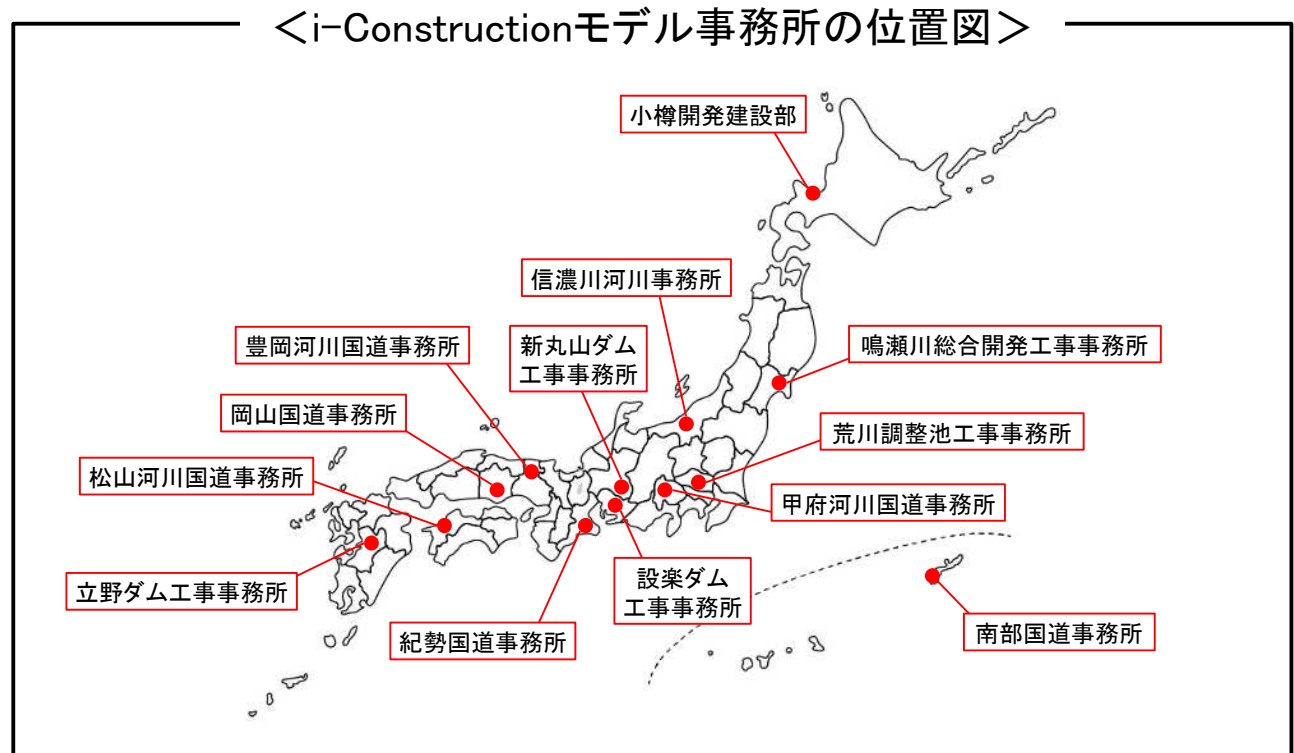 ＜i-Constructionモデル事務所の位置図＞
小樽開発建設部
信濃川河川事務所
豊岡河川国道事務所
新丸山ダム
工事事務所
鳴瀬川総合開発工事事務所
岡山国道事務所
荒川調整池工事事務所
松山河川国道事務所
甲府河川国道事務所
立野ダム工事事務所
設楽ダム
工事事務所
紀勢国道事務所
南部国道事務所